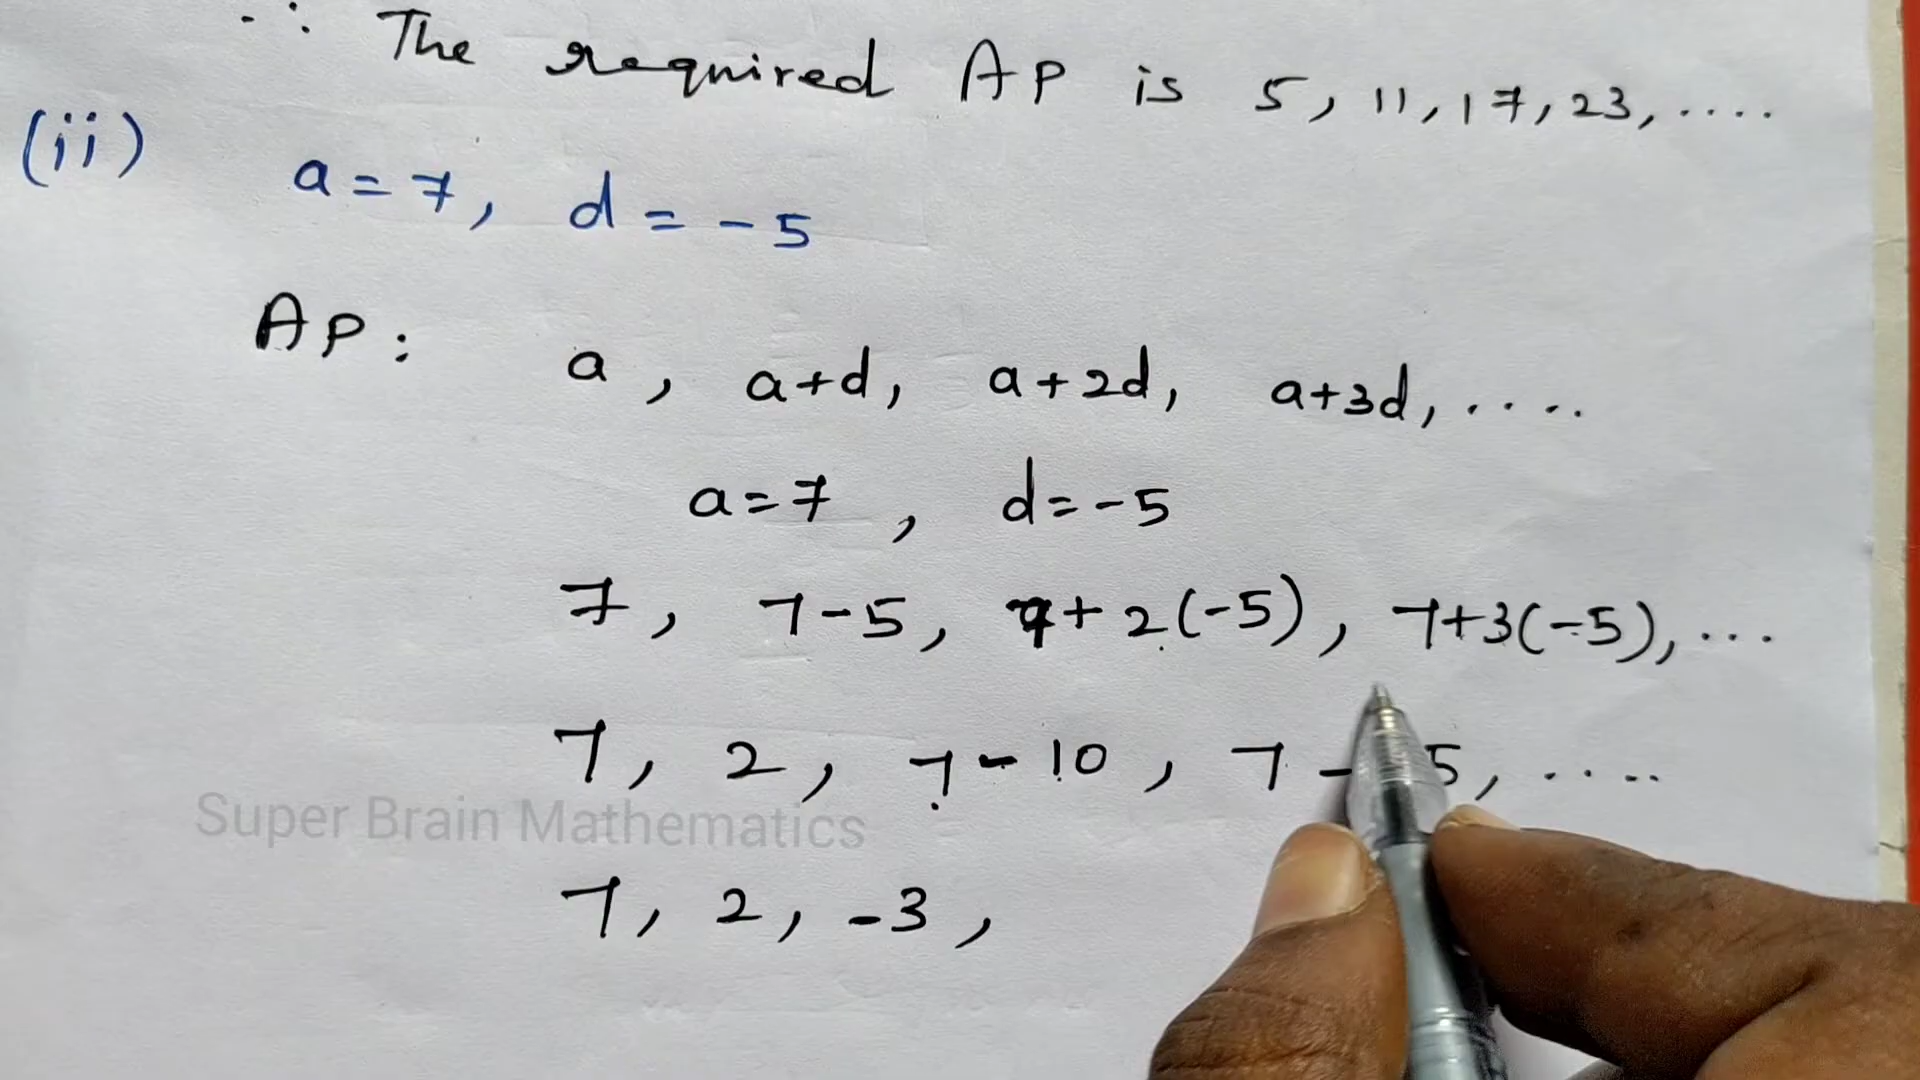 ∴ The required AP is 5, 11, 17, 23, ....
(ii) a = 7, d = -5
AP: a, a+d, a+2d, a+3d, ....
a=7, d=-5
7, 7-5, 7+2(-5), 7+3(-5), ...
7, 2, 7-10, 7- 5, ....
Super Brain Mathematics
7, 2, -3,